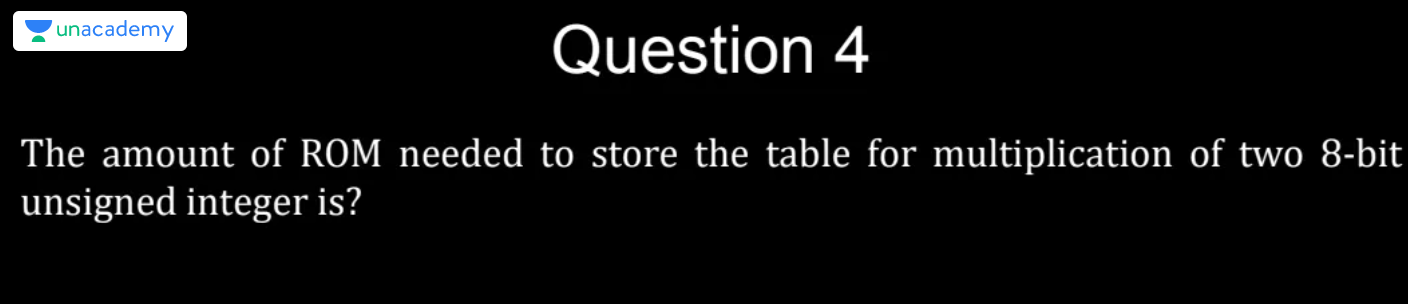 unacademy
Question 4
The amount of ROM needed to store the table for multiplication of two 8-bit
unsigned integer is?